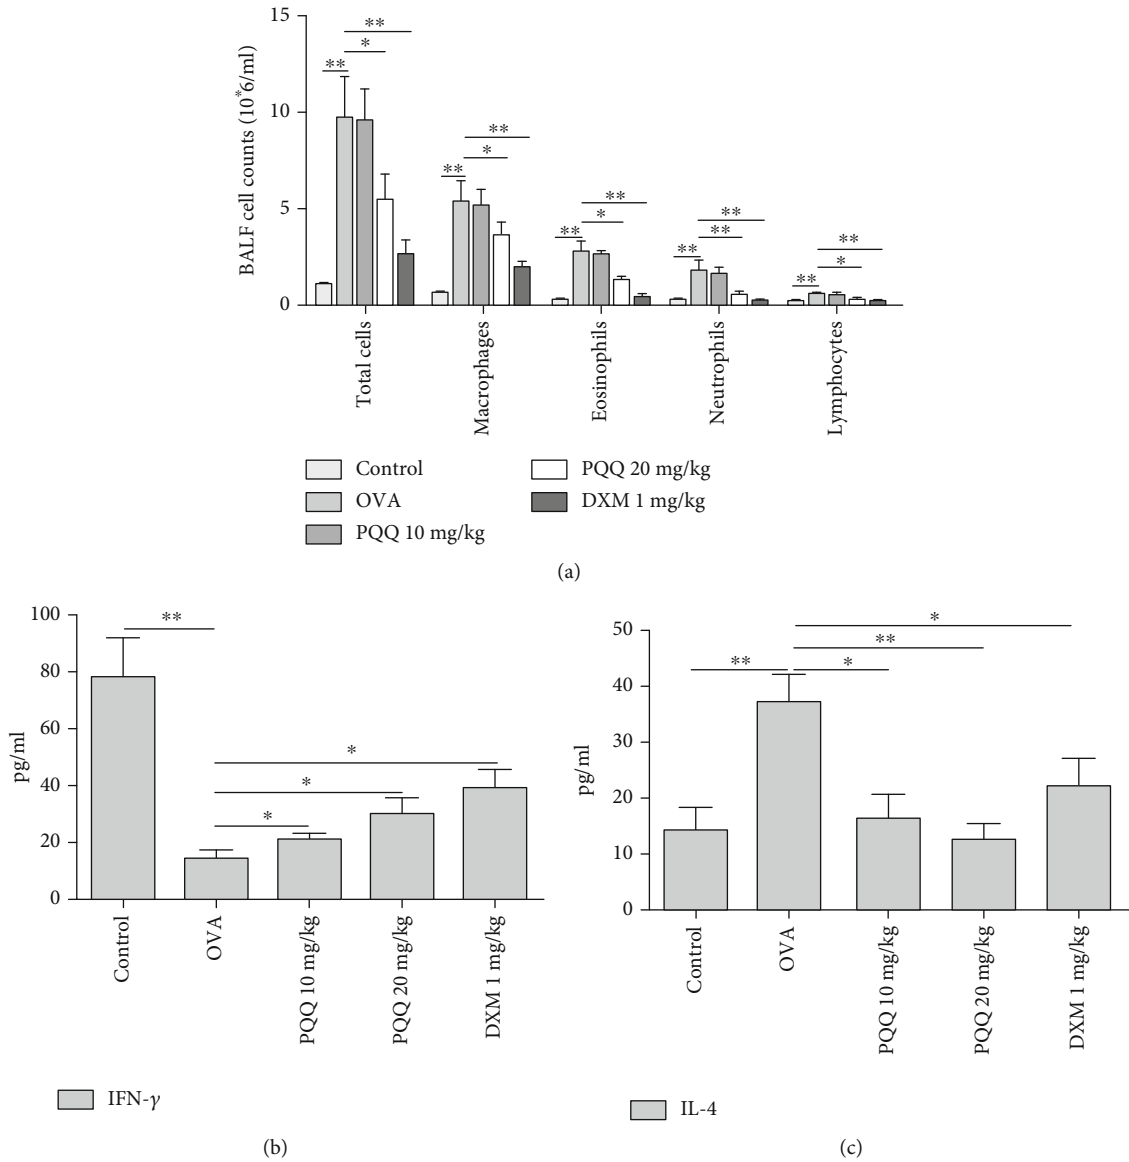 15
10
5
0
BALF cell counts (10*6/ml)
**
**
*
**
**
*
**
**
*
**
**
**
**
**
*
Total cells
Macrophages
Eosinophils
Neutrophils
Lymphocytes
Control
OVA
PQQ 10 mg/kg
PQQ 20 mg/kg
DXM 1 mg/kg
(a)
100
80
60
40
20
0
pg/ml
**
*
*
*
Control
OVA
PQQ 10 mg/kg
PQQ 20 mg/kg
DXM 1 mg/kg
IFN-γ
(b)
50
40
30
20
10
0
pg/ml
*
**
**
*
Control
OVA
PQQ 10 mg/kg
PQQ 20 mg/kg
DXM 1 mg/kg
IL-4
(c)